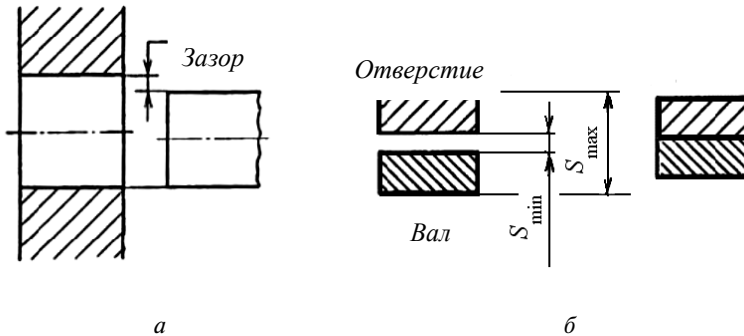 Зазор
Отверстие
S max
S min
Вал
а
б